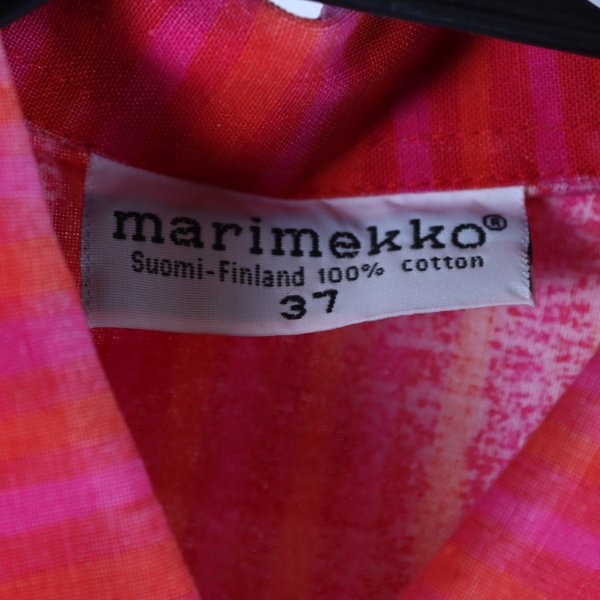 marimekko®
Suomi-Finland 100% cotton
37